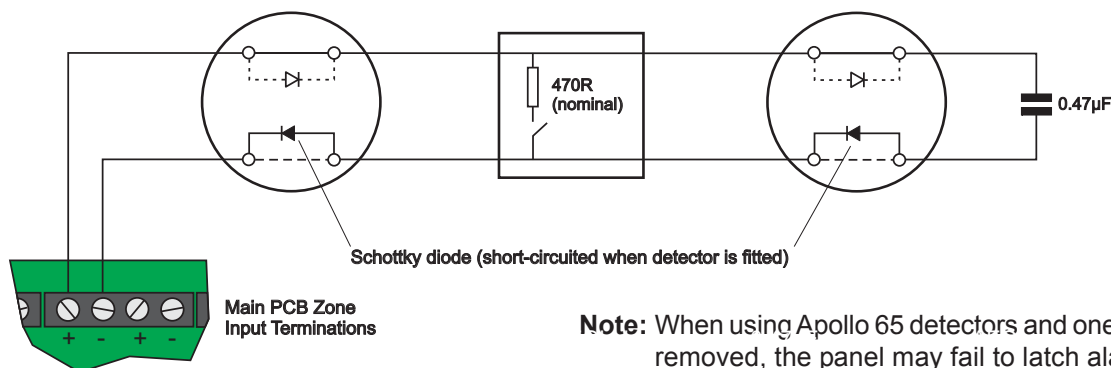 470R
(nominal)
0.47µF
Schottky diode (short-circuited when detector is fitted)
Main PCB Zone
Input Terminations
+ - + -
Note: When using Apollo 65 detectors and one
removed, the panel may fail to latch